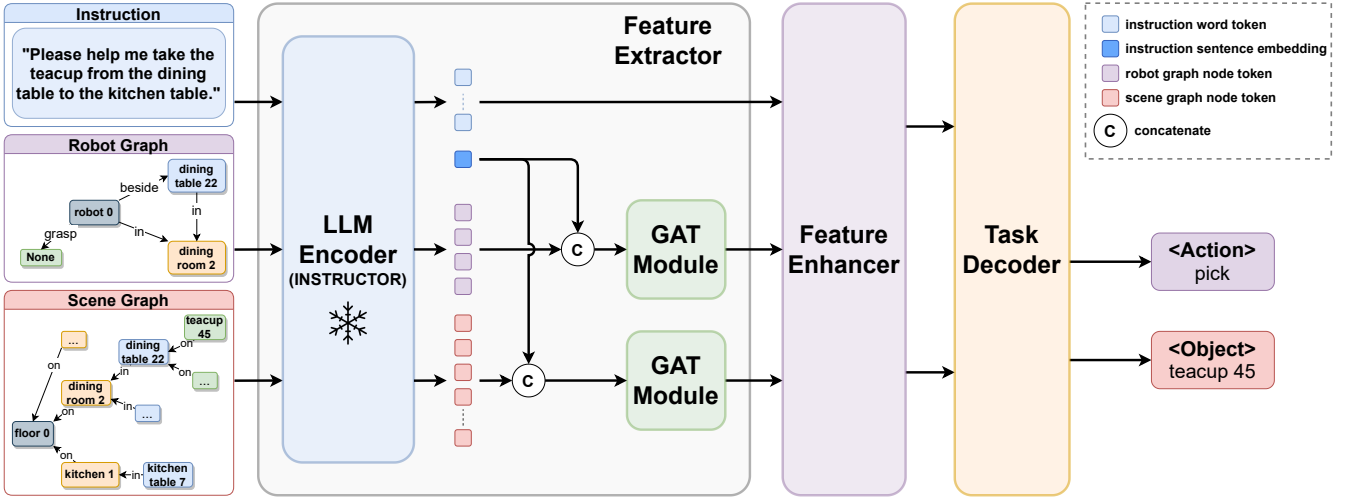 Instruction
"Please help me take the
teacup from the dining
table to the kitchen table."
Robot Graph
dining
table 22
beside
robot 0
in
in
grasp
None
dining
room 2
Scene Graph
teacup
45
...
on
dining
table 22
on
on
...
in
dining
room 2
in
...
on
floor 0
on
kitchen 1
in
kitchen
table 7
Feature
Extractor
LLM
Encoder
(INSTRUCTOR)
C
C
GAT
Module
GAT
Module
Feature
Enhancer
Task
Decoder
instruction word token
instruction sentence embedding
robot graph node token
scene graph node token
C
concatenate
<Action>
pick
<Object>
teacup 45